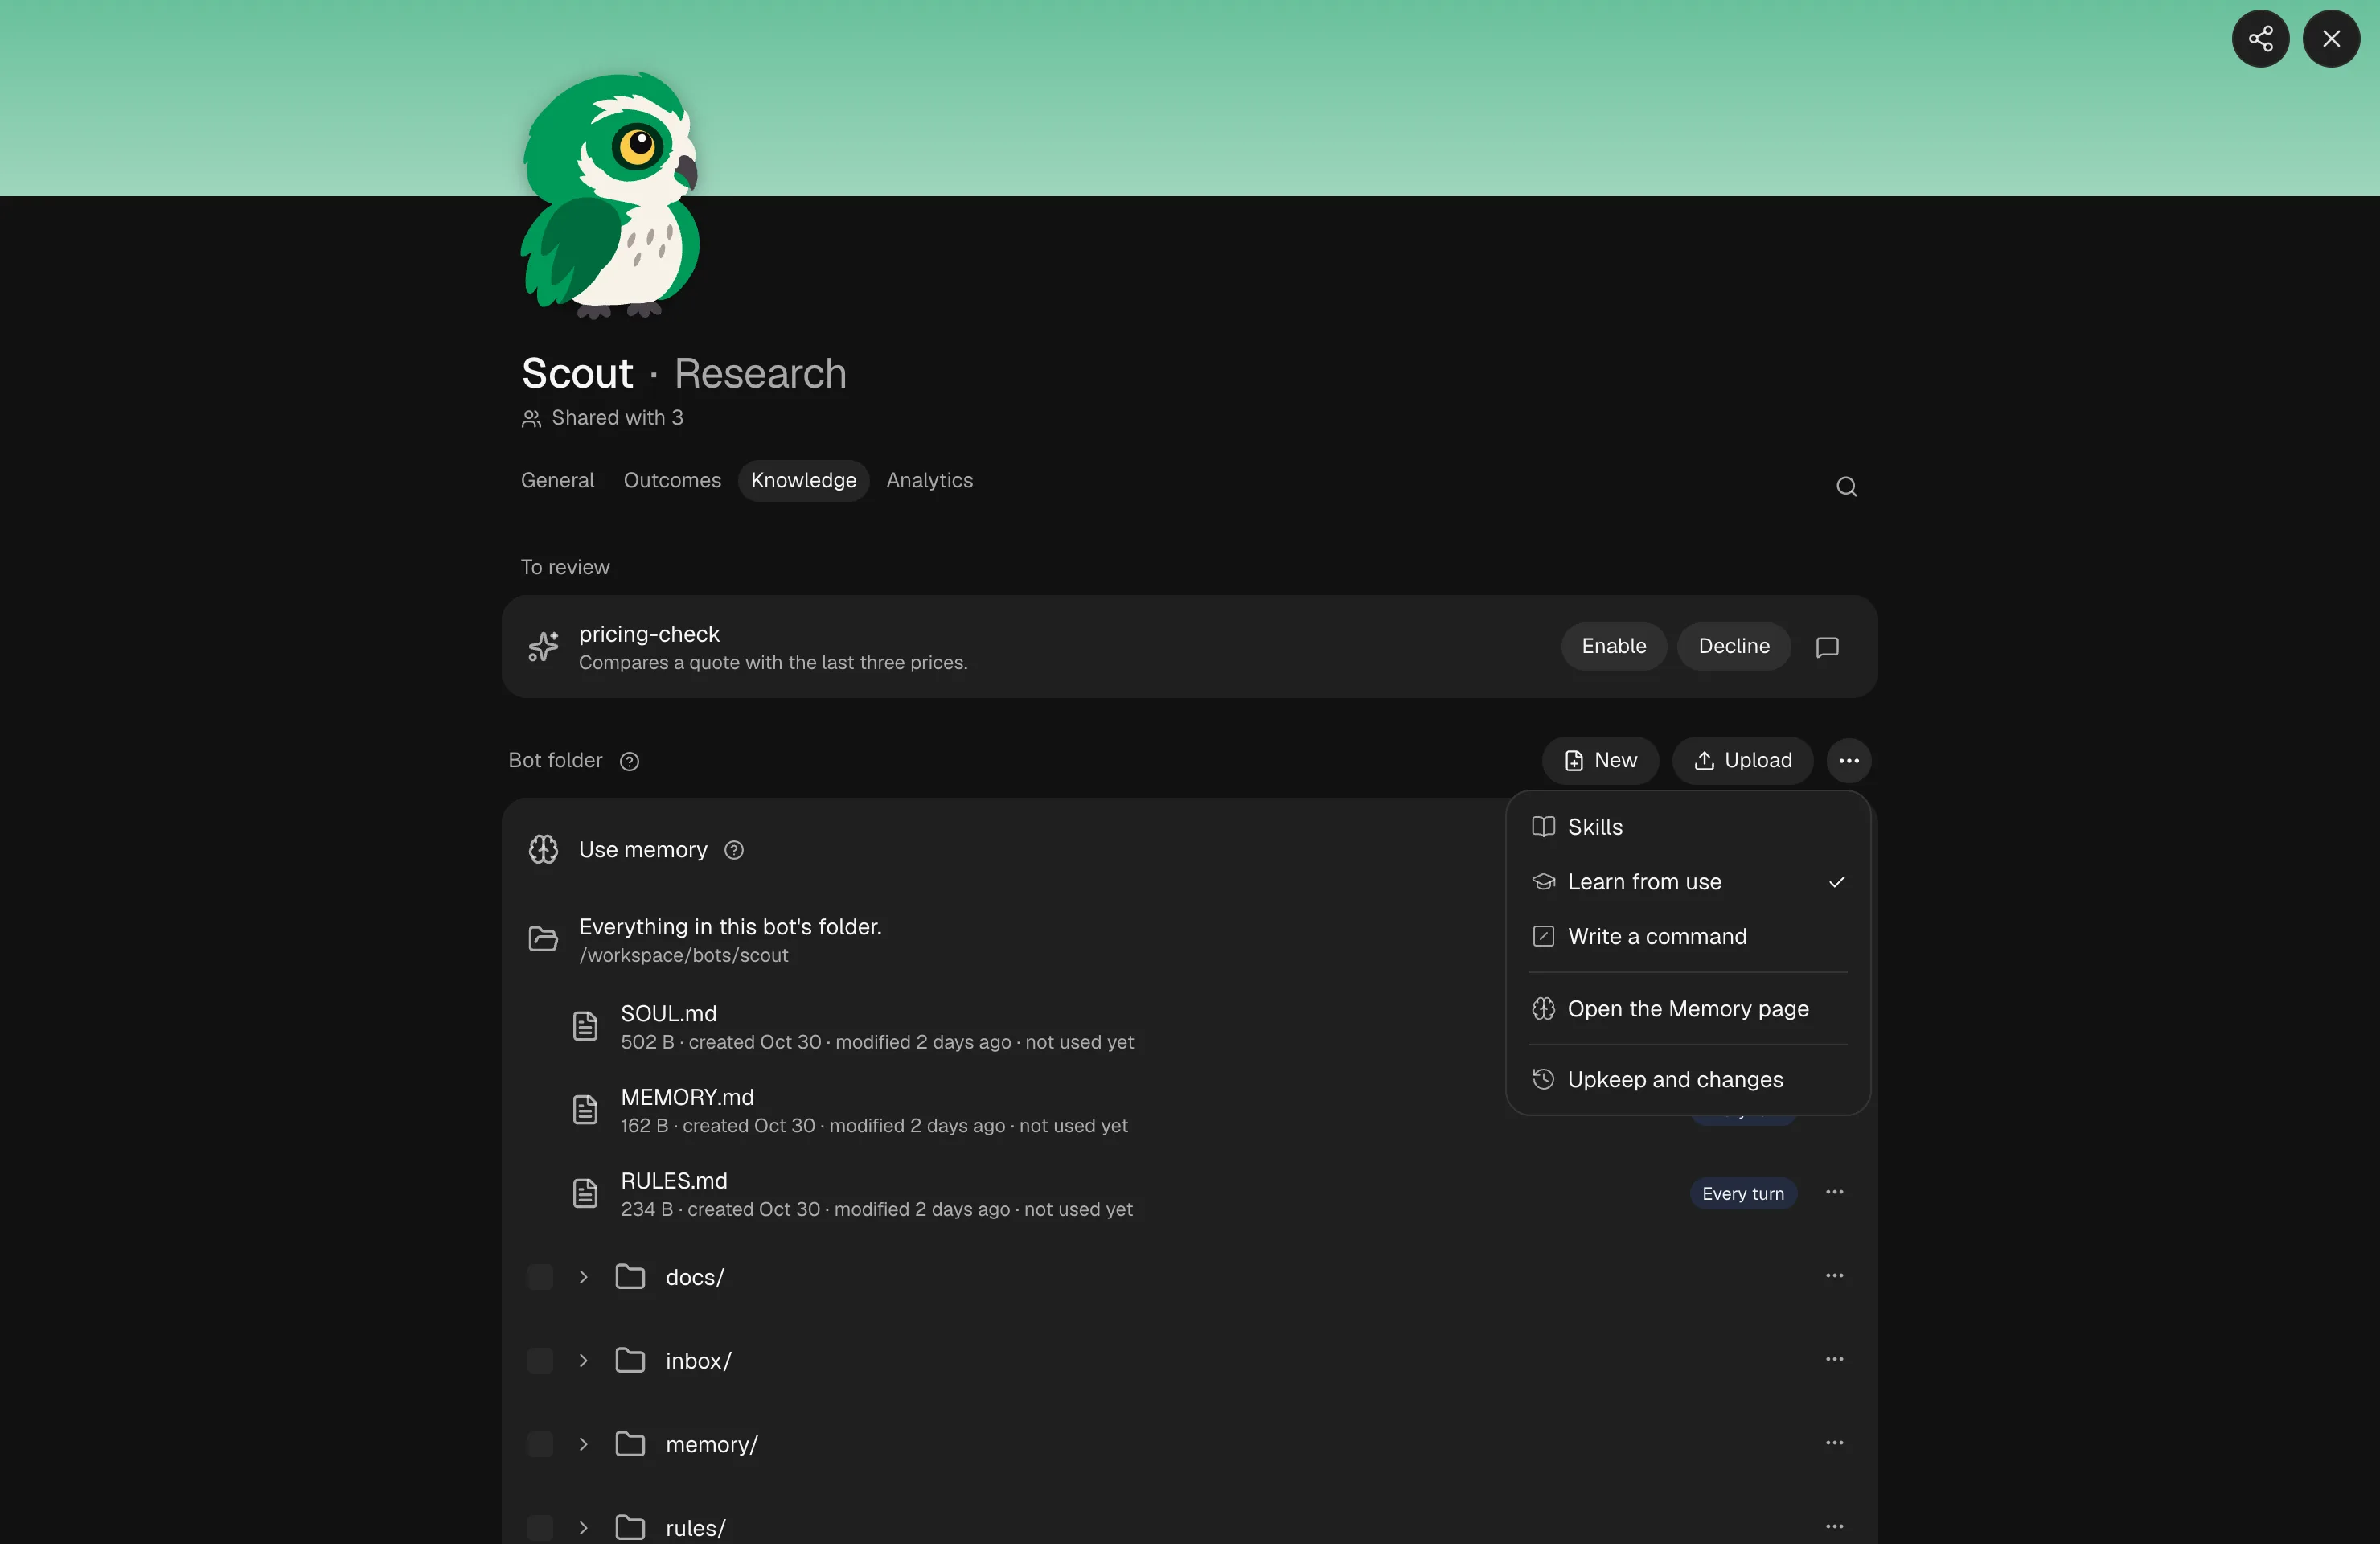 Scout · Research
Shared with 3
General Outcomes Knowledge Analytics
To review
pricing-check
Compares a quote with the last three prices.
Enable Decline
Bot folder
New Upload
Skills
Learn from use
Write a command
Open the Memory page
Upkeep and changes
Use memory
Everything in this bot's folder.
/workspace/bots/scout
SOUL.md
502 B · created Oct 30 · modified 2 days ago · not used yet
MEMORY.md
162 B · created Oct 30 · modified 2 days ago · not used yet
RULES.md
234 B · created Oct 30 · modified 2 days ago · not used yet
Every turn
docs/
inbox/
memory/
rules/